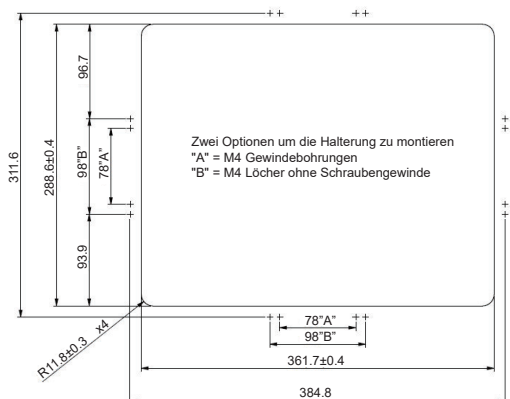 96.7
311.6
288.6±0.4
98"B"
78"A"
Zwei Optionen um die Halterung zu montieren
"A" = M4 Gewindebohrungen
"B" = M4 Löcher ohne Schraubengewinde
93.9
R11.8±0.3 x4
78"A"
98"B"
361.7±0.4
384.8